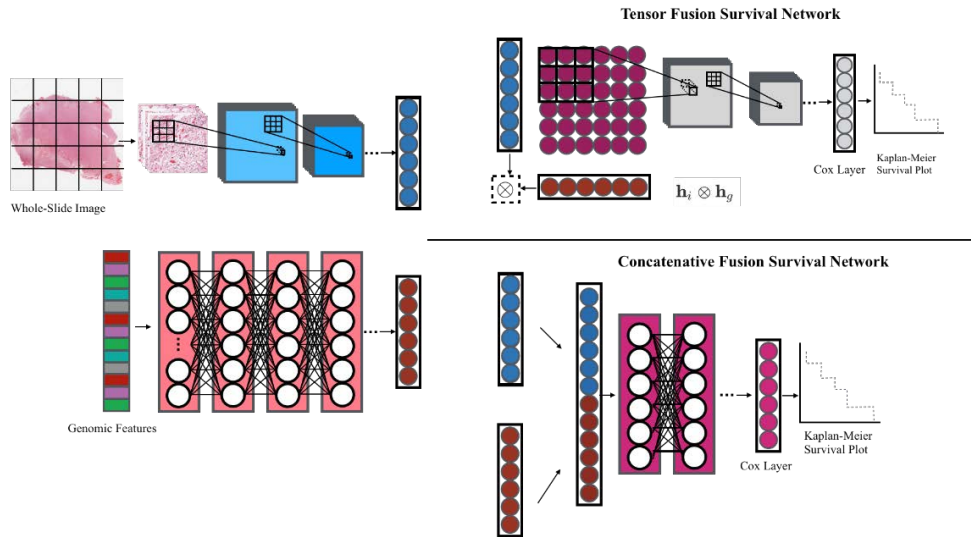 Tensor Fusion Survival Network
Whole-Slide Image
⊗
h_i ⊗ h_g
Cox Layer
Kaplan-Meier
Survival Plot
Genomic Features
Concatenative Fusion Survival Network
Cox Layer
Kaplan-Meier
Survival Plot